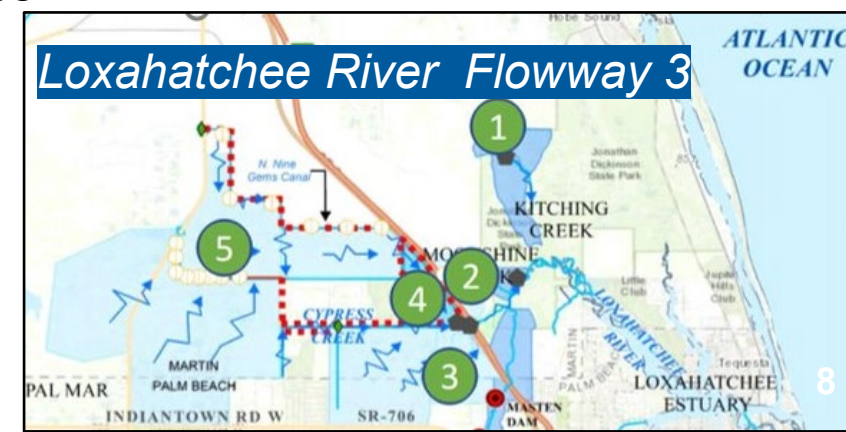 Hobe Sound
ATLANTIC
OCEAN
Loxahatchee River Flowway 3
1
N. Nine
Gems Canal
Jonathan
Dickinson
State Park
KITCHING
CREEK
5
2
4
CYPRESS
CREEK
Little
Club
Jupiter
Hills
Club
LOXAHATCHEE
RIVER
3
MARTIN
PALM BEACH
MARTIN
PALM BEACH
Tequesta
LOXAHATCHEE
ESTUARY
8
PAL MAR
INDIANTOWN RD W
SR-706
MASTEN
DAM